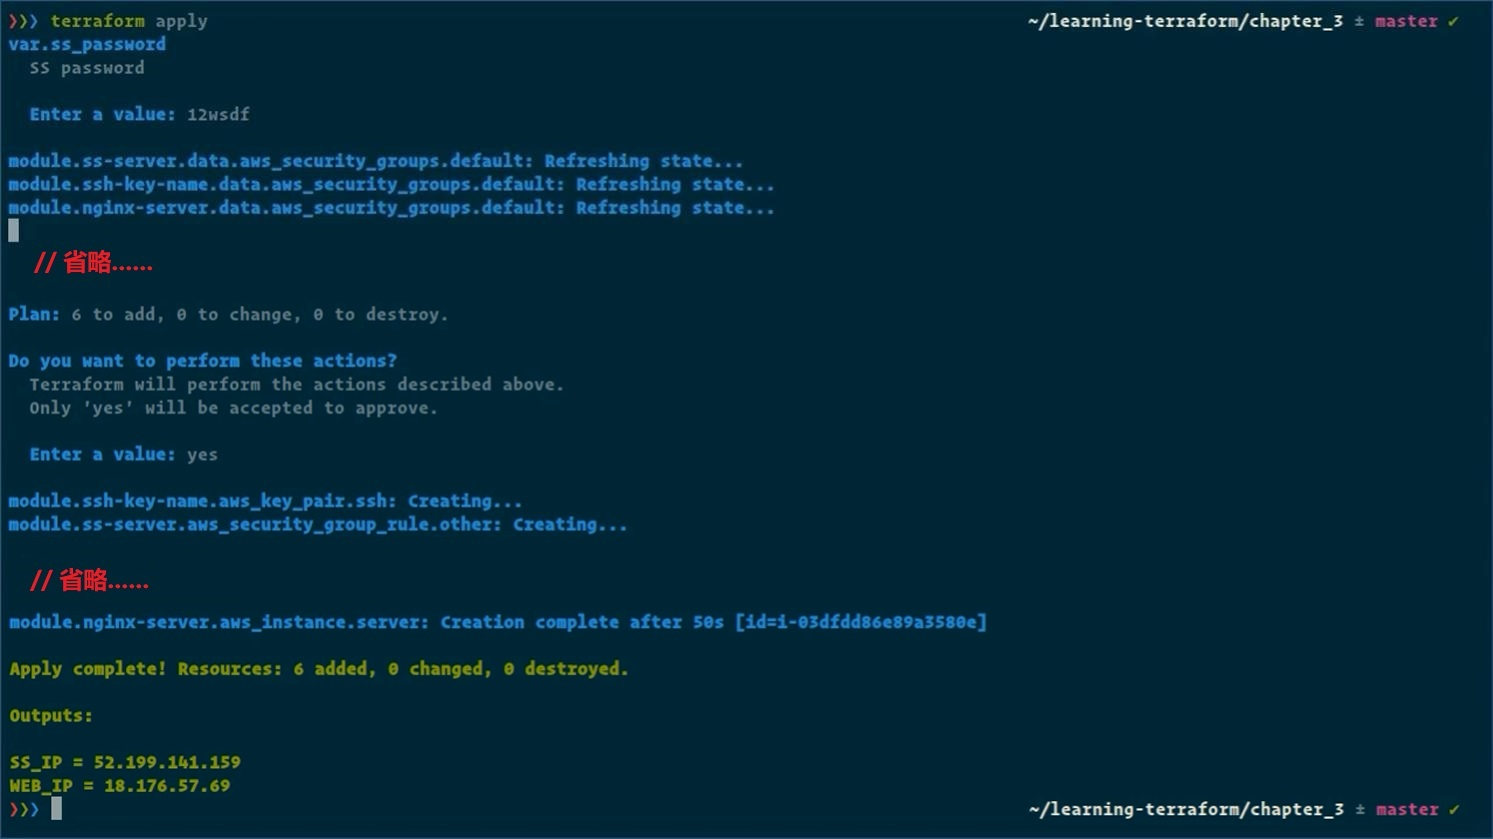 ❯❯❯ terraform apply ~/learning-terraform/chapter_3 ± master ✓
var.ss_password
SS password
Enter a value: 12wsdf
module.ss-server.data.aws_security_groups.default: Refreshing state...
module.ssh-key-name.data.aws_security_groups.default: Refreshing state...
module.nginx-server.data.aws_security_groups.default: Refreshing state...
// 省略......
Plan: 6 to add, 0 to change, 0 to destroy.
Do you want to perform these actions?
Terraform will perform the actions described above.
Only 'yes' will be accepted to approve.
Enter a value: yes
module.ssh-key-name.aws_key_pair.ssh: Creating...
module.ss-server.aws_security_group_rule.other: Creating...
// 省略......
module.nginx-server.aws_instance.server: Creation complete after 50s [id=i-03dfdd86e89a3580e]
Apply complete! Resources: 6 added, 0 changed, 0 destroyed.
Outputs:
SS_IP = 52.199.141.159
WEB_IP = 18.176.57.69
❯❯❯ ~/learning-terraform/chapter_3 ± master ✓